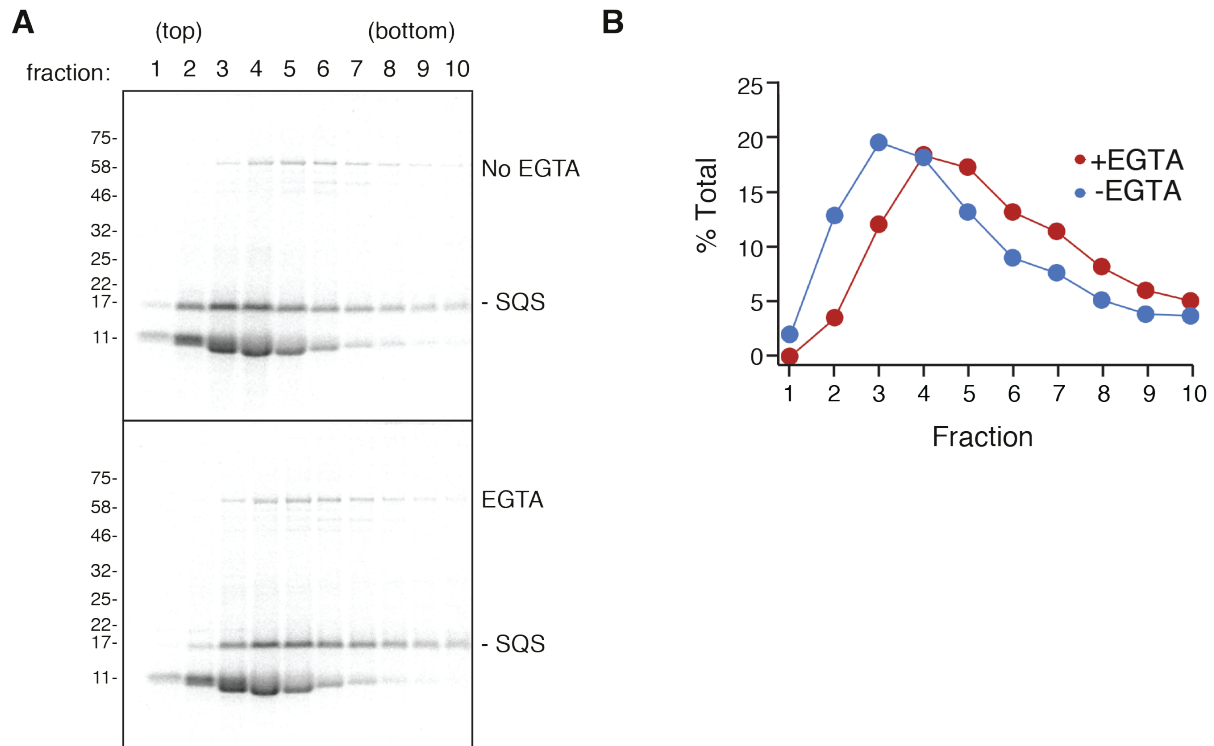 A
(top) (bottom)
fraction: 1 2 3 4 5 6 7 8 9 10
75-
58-
46-
32-
25-
22-
17-
11-
No EGTA
- SQS
75-
58-
46-
32-
25-
22-
17-
11-
EGTA
- SQS
B
25
20
15
10
5
0
% Total
+EGTA
-EGTA
1 2 3 4 5 6 7 8 9 10
Fraction